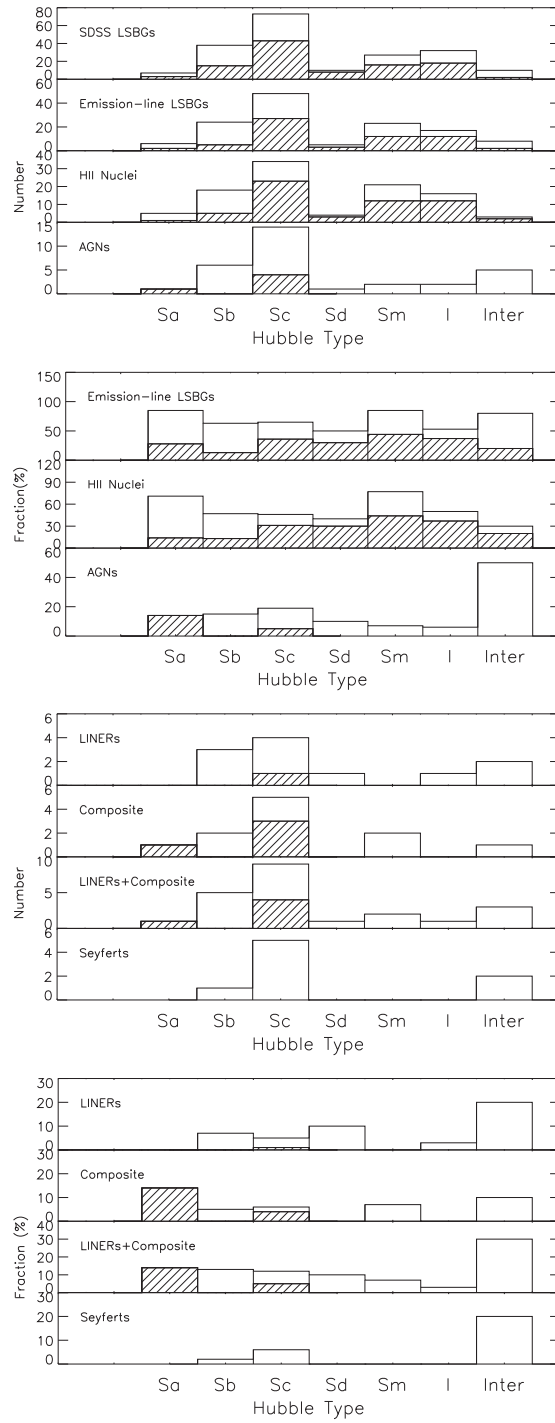 80
60
40
20
0
SDSS LSBGs
60
40
20
0
Emission-line LSBGs
40
30
20
10
0
HII Nuclei
15
10
5
0
AGNs
Number
Sa Sb Sc Sd Sm I Inter
Hubble Type
150
100
50
0
Emission-line LSBGs
120
90
60
30
0
HII Nuclei
60
40
20
0
AGNs
Fraction(%)
Sa Sb Sc Sd Sm I Inter
Hubble Type
6
4
2
0
LINERs
6
4
2
0
Composite
10
5
0
LINERs+Composite
6
4
2
0
Seyferts
Number
Sa Sb Sc Sd Sm I Inter
Hubble Type
30
20
10
0
LINERs
30
20
10
0
Composite
40
30
20
10
0
LINERs+Composite
30
20
10
0
Seyferts
Fraction (%)
Sa Sb Sc Sd Sm I Inter
Hubble Type